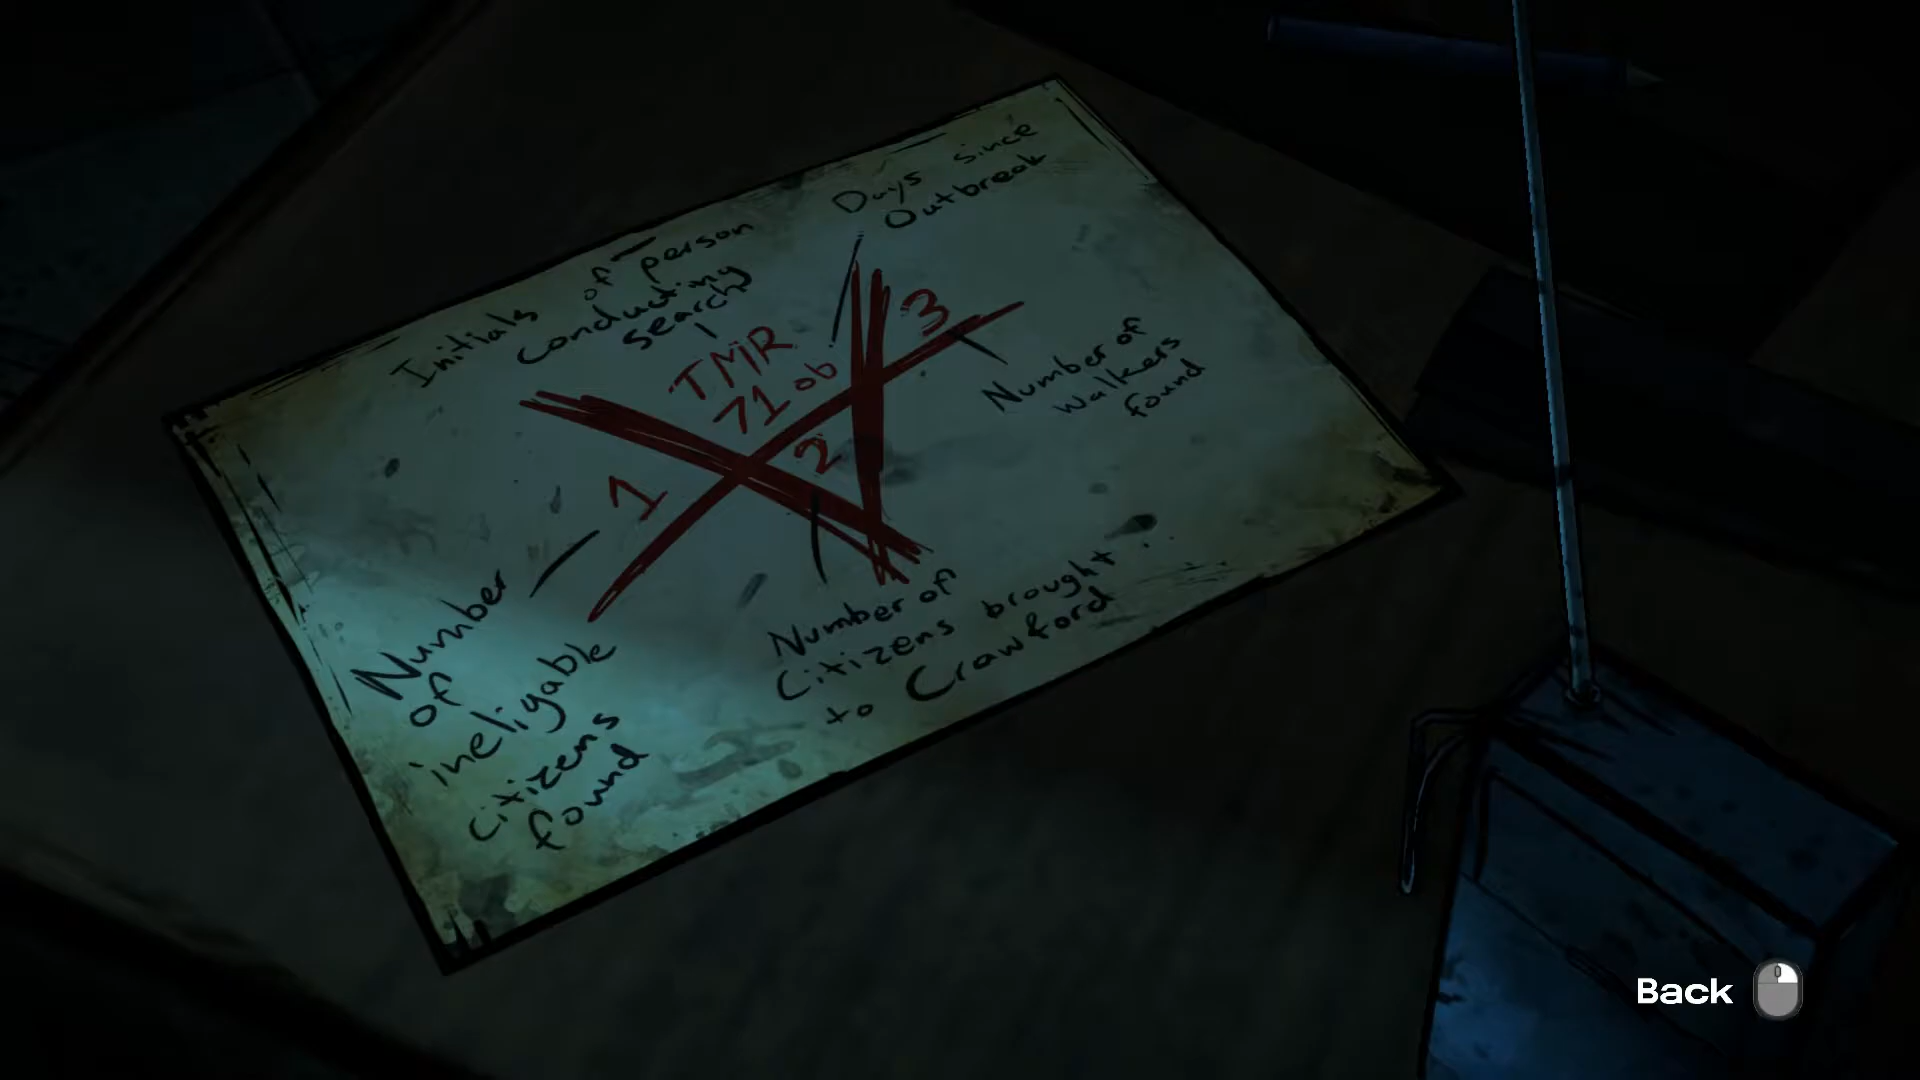 Days since
Outbreak
Initials of person
conducting
search
TMR
71 ob
3
2
1
Number of
walkers
found
Number
of
ineligable
citizens
found
Number of
Citizens brought
to Crawford
Back